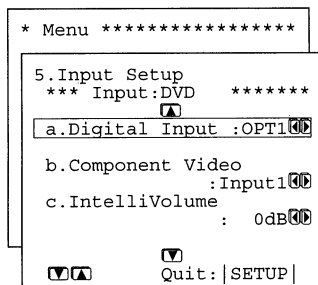 * Menu *****************
5.Input Setup
*** Input:DVD *******
a.Digital Input :OPT1
b.Component Video
:Input1
c.IntelliVolume
: 0dB
Quit:|SETUP|